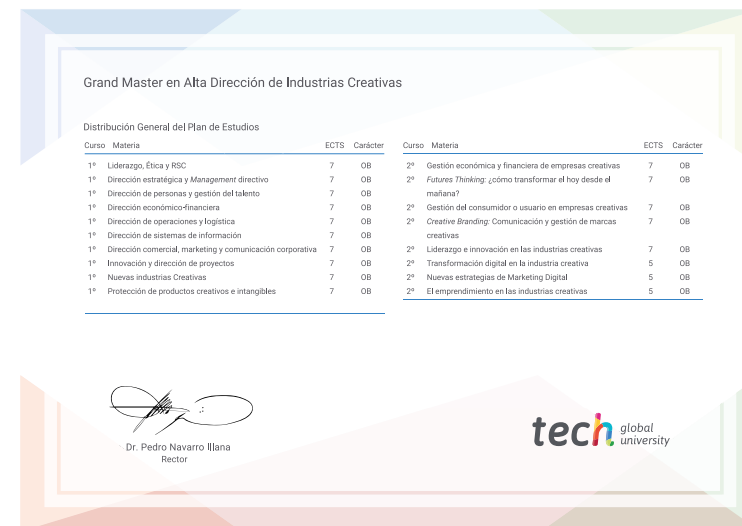 Grand Master en Alta Dirección de Industrias Creativas
Distribución General del Plan de Estudios
Curso Materia ECTS Carácter
1º Liderazgo, Ética y RSC 7 OB
1º Dirección estratégica y Management directivo 7 OB
1º Dirección de personas y gestión del talento 7 OB
1º Dirección económico-financiera 7 OB
1º Dirección de operaciones y logística 7 OB
1º Dirección de sistemas de información 7 OB
1º Dirección comercial, marketing y comunicación corporativa 7 OB
1º Innovación y dirección de proyectos 7 OB
1º Nuevas industrias Creativas 7 OB
1º Protección de productos creativos e intangibles 7 OB
Curso Materia ECTS Carácter
2º Gestión económica y financiera de empresas creativas 7 OB
2º Futures Thinking: ¿cómo transformar el hoy desde el 7 OB
mañana?
2º Gestión del consumidor o usuario en empresas creativas 7 OB
2º Creative Branding: Comunicación y gestión de marcas 7 OB
creativas
2º Liderazgo e innovación en las industrias creativas 7 OB
2º Transformación digital en la industria creativa 5 OB
2º Nuevas estrategias de Marketing Digital 5 OB
2º El emprendimiento en las industrias creativas 5 OB
Dr. Pedro Navarro Illana
Rector
tech global
university